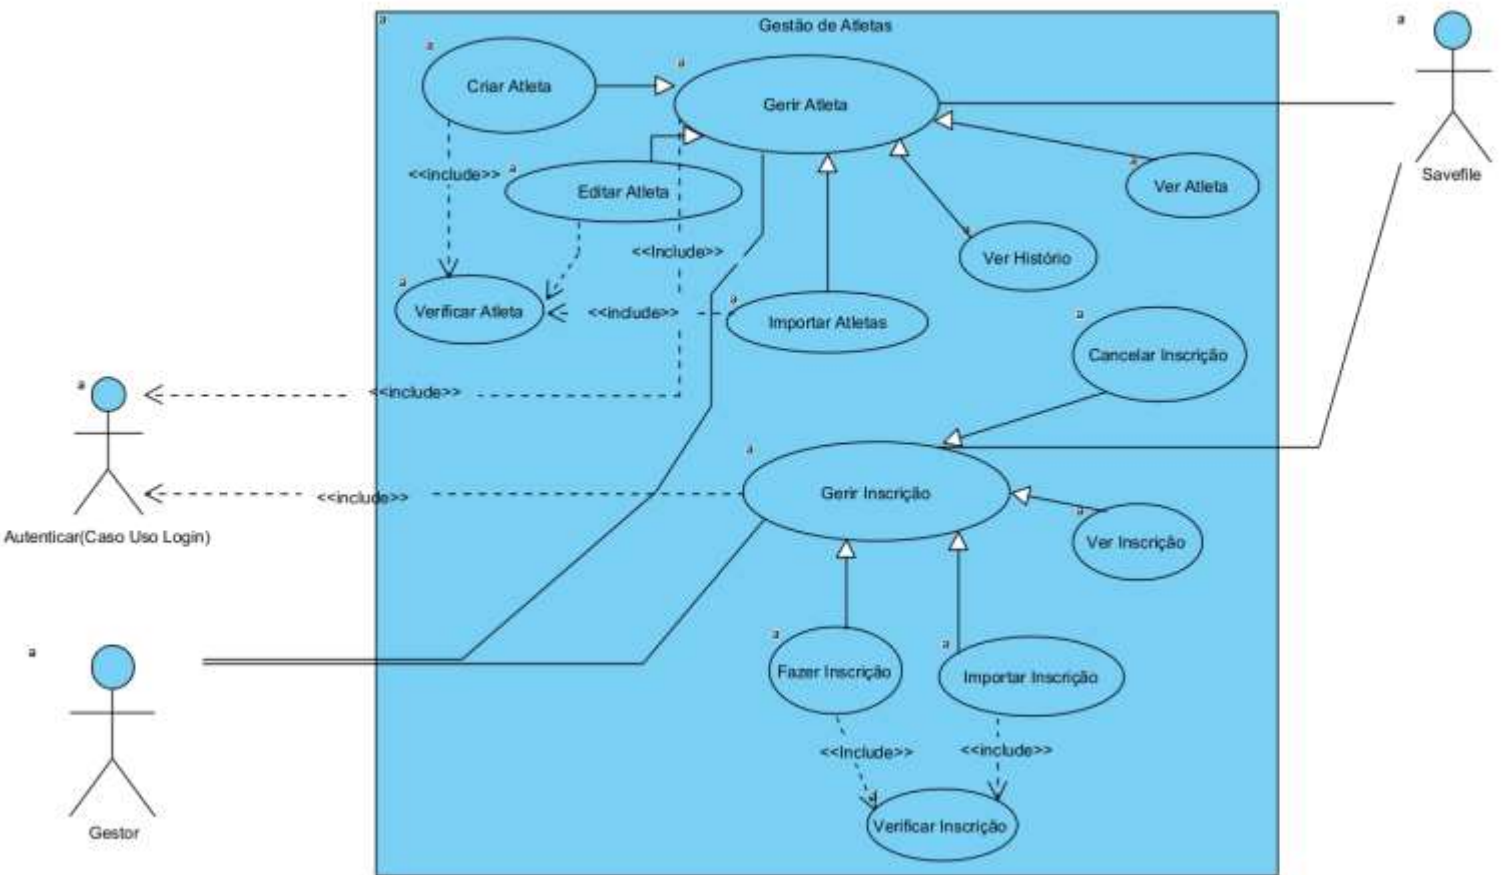 a
Gestão de Atletas
a
a
Criar Atleta
a
Gerir Atleta
a
Savefile
<<include>>
a
Editar Atleta
a
Ver Atleta
<<Include>>
a
Ver Histório
a
Verificar Atleta
<<include>>
a
Importar Atletas
a
Cancelar Inscrição
a
<<include>>
a
Gerir Inscrição
<<include>>
Autenticar(Caso Uso Login)
a
Ver Inscrição
a
Gestor
a
Fazer Inscrição
a
Importar Inscrição
<<Include>>
<<include>>
a
Verificar Inscrição